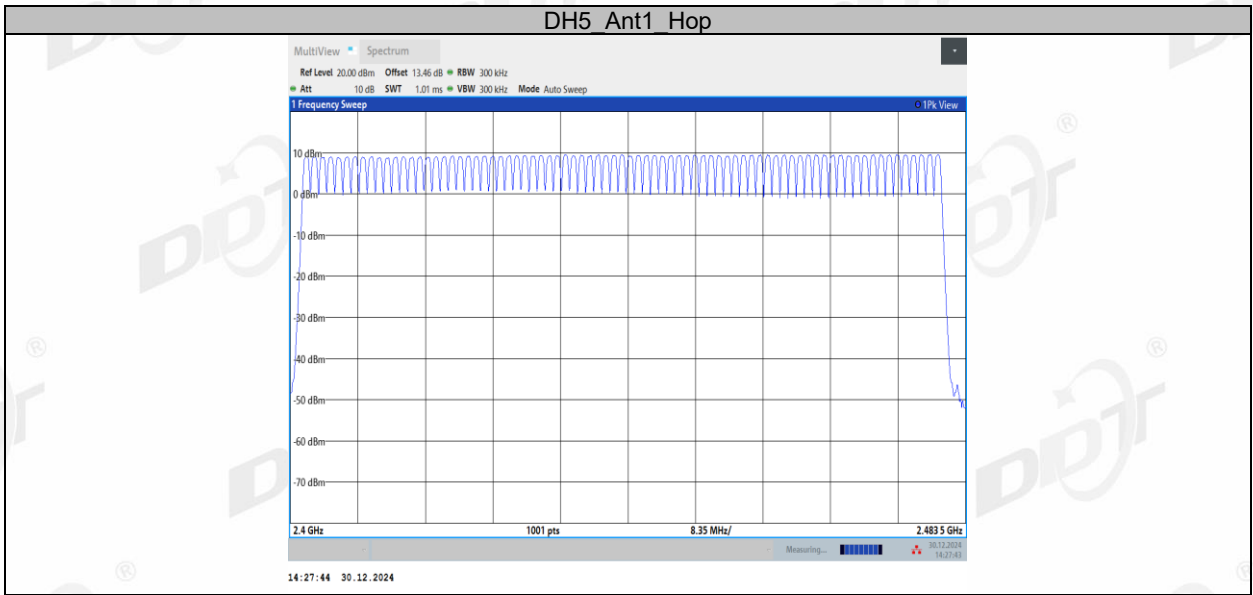 DH5_Ant1_Hop
MultiView Spectrum
Ref Level 20.00 dBm Offset 13.46 dB RBW 300 kHz
Att 10 dB SWT 1.01 ms VBW 300 kHz Mode Auto Sweep
1 Frequency Sweep 1Pk View
10 dBm
0 dBm
-10 dBm
-20 dBm
-30 dBm
-40 dBm
-50 dBm
-60 dBm
-70 dBm
2.4 GHz 1001 pts 8.35 MHz/ 2.483 5 GHz
Measuring... 30.12.2024
14:27:43
14:27:44 30.12.2024
DDT ®
DDT ®
DDT ®
DDT ®